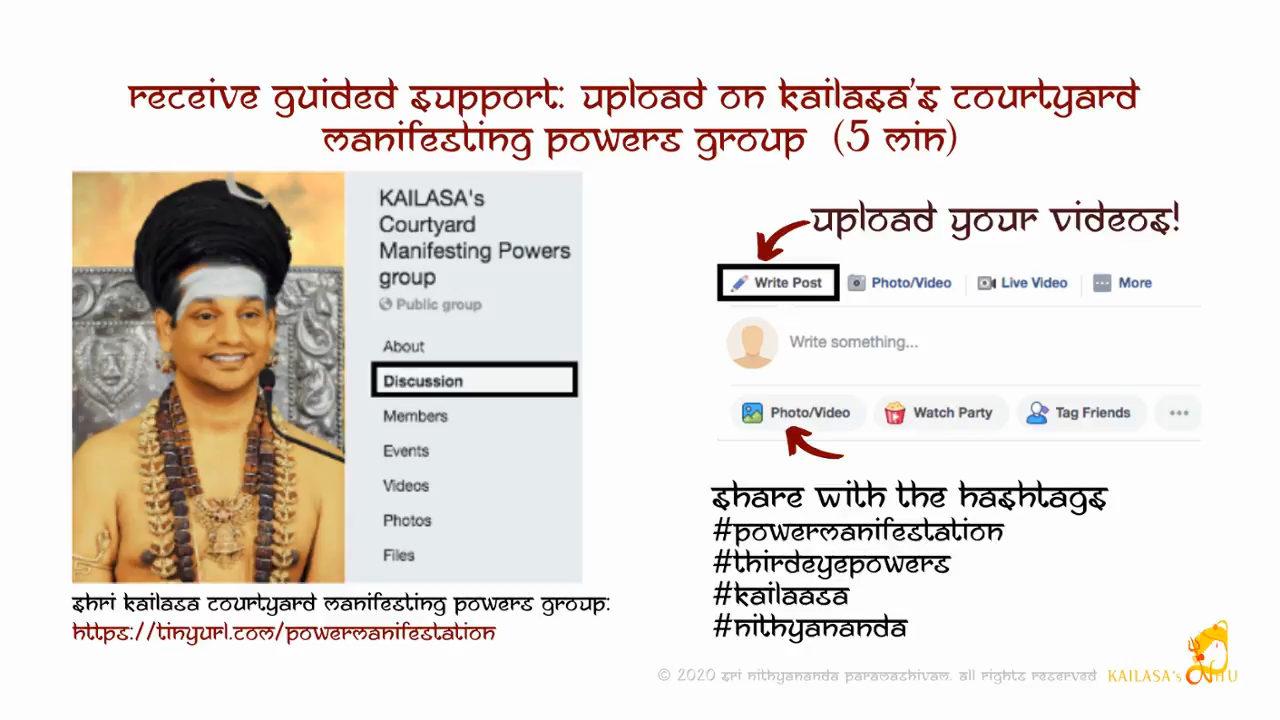 Receive guided support: upload on Kailasa's Courtyard
Manifesting Powers Group (5 min)
KAILASA's
Courtyard
Manifesting Powers
group
Public group
About
Discussion
Members
Events
Videos
Photos
Files
Shri Kailasa Courtyard Manifesting Powers Group:
https://tinyurl.com/powermanifestation
Upload your videos!
Write Post Photo/Video Live Video More
Write something...
Photo/Video Watch Party Tag Friends
Share with the hashtags
#powermanifestation
#thirdeyepowers
#kailaasa
#nithyananda
© 2020 Sri Nithyananda Paramashivam. All rights reserved
KAILASA's